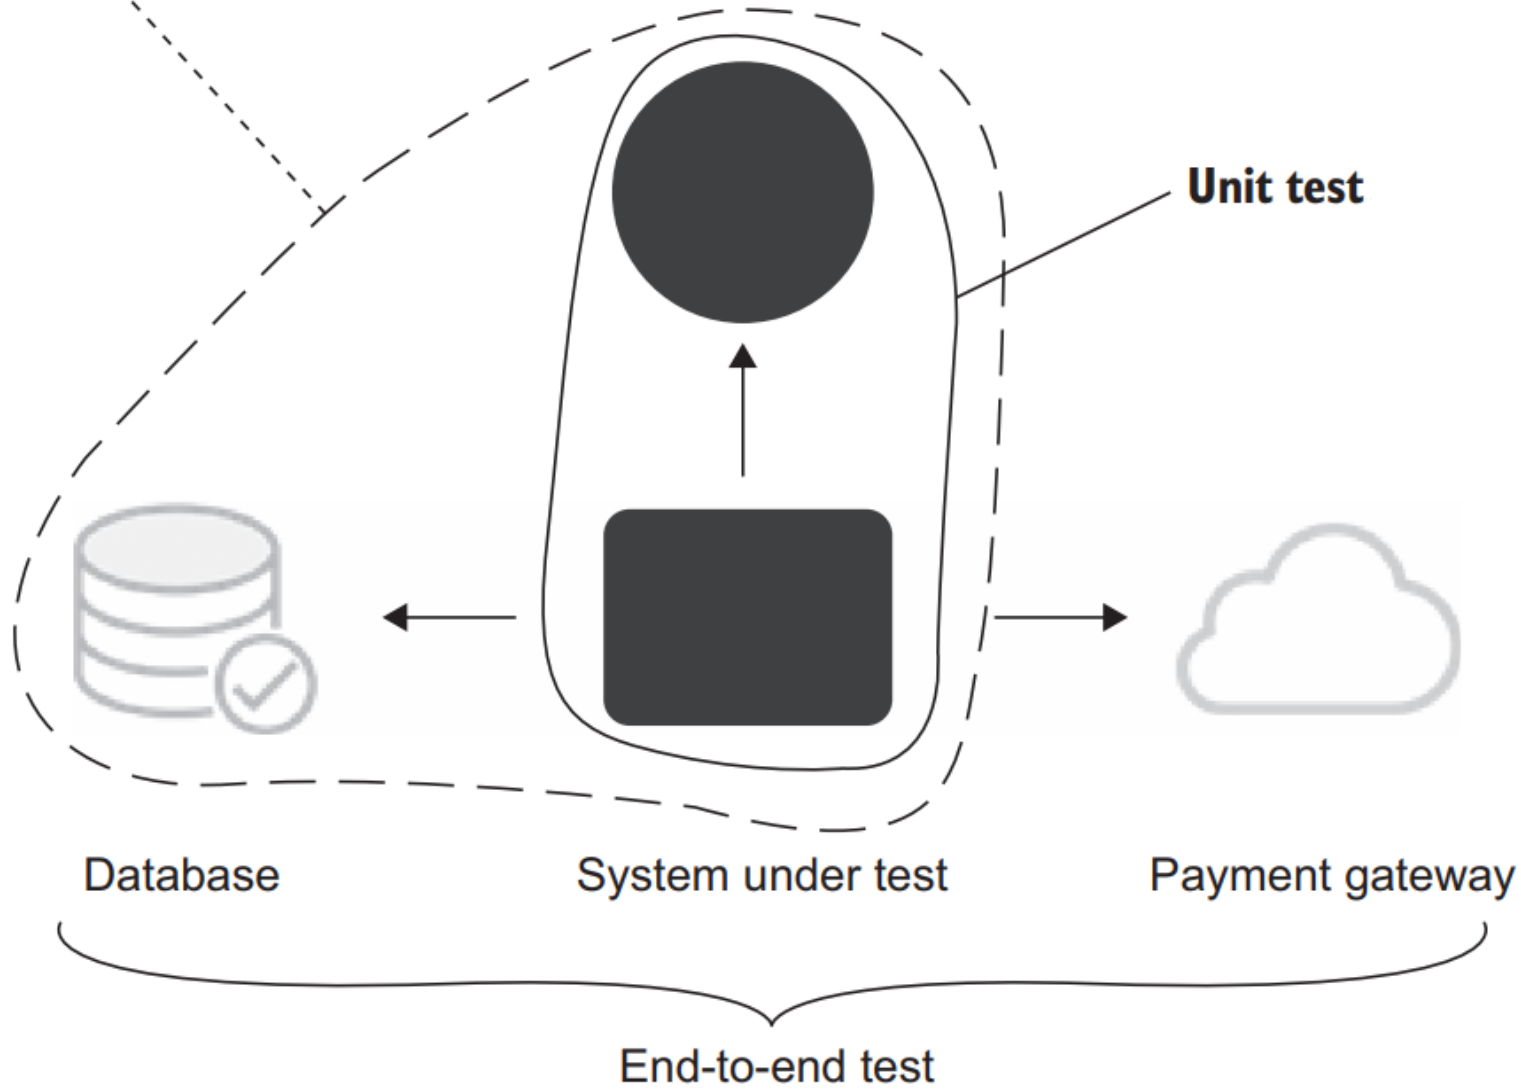 Unit test
Database
System under test
Payment gateway
End-to-end test